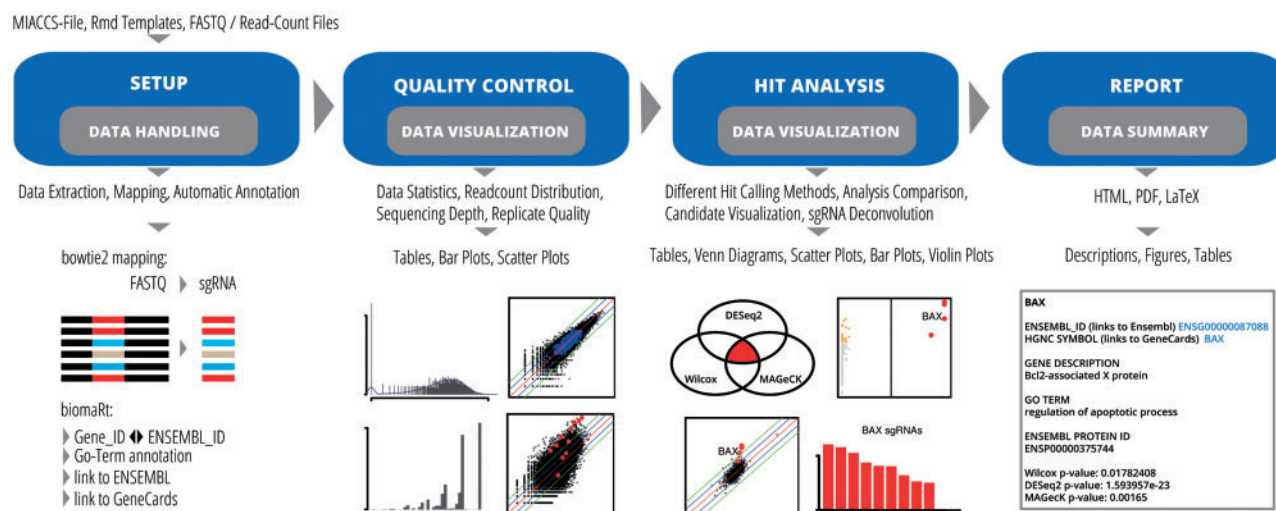 MIACCS-File, Rmd Templates, FASTQ / Read-Count Files
SETUP
DATA HANDLING
Data Extraction, Mapping, Automatic Annotation
bowtie2 mapping:
FASTQ sgRNA
biomaRt:
Gene_ID ENSEMBL_ID
Go-Term annotation
link to ENSEMBL
link to GeneCards
QUALITY CONTROL
DATA VISUALIZATION
Data Statistics, Readcount Distribution,
Sequencing Depth, Replicate Quality
Tables, Bar Plots, Scatter Plots
HIT ANALYSIS
DATA VISUALIZATION
Different Hit Calling Methods, Analysis Comparison,
Candidate Visualization, sgRNA Deconvolution
Tables, Venn Diagrams, Scatter Plots, Bar Plots, Violin Plots
DESeq2
Wilcox
MAGeCK
BAX
BAX
BAX sgRNAs
REPORT
DATA SUMMARY
HTML, PDF, LaTeX
Descriptions, Figures, Tables
BAX
ENSEMBL_ID (links to Ensembl) ENSG00000087088
HGNC SYMBOL (links to GeneCards) BAX
GENE DESCRIPTION
Bcl2-associated X protein
GO TERM
regulation of apoptotic process
ENSEMBL PROTEIN ID
ENSP00000375744
Wilcox p-value: 0.01782408
DESeq2 p-value: 1.593957e-23
MAGecK p-value: 0.00165